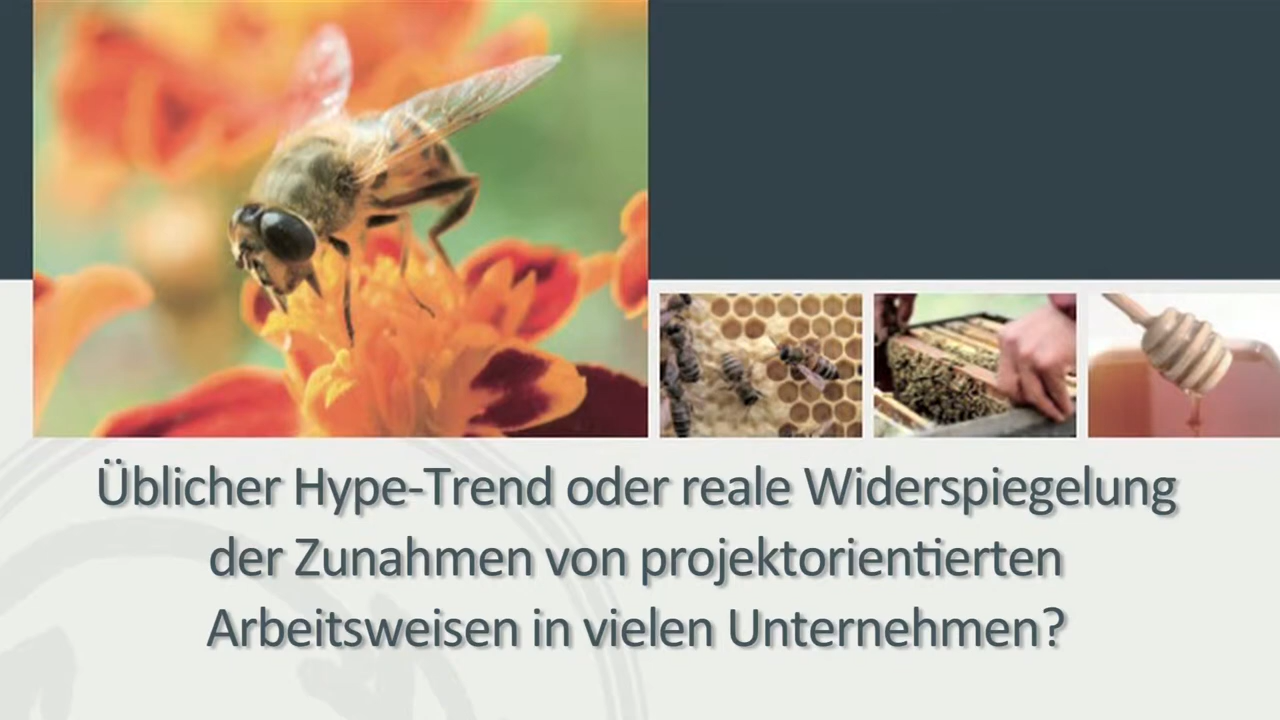 Üblicher Hype-Trend oder reale Widerspiegelung
der Zunahmen von projektorientierten
Arbeitsweisen in vielen Unternehmen?